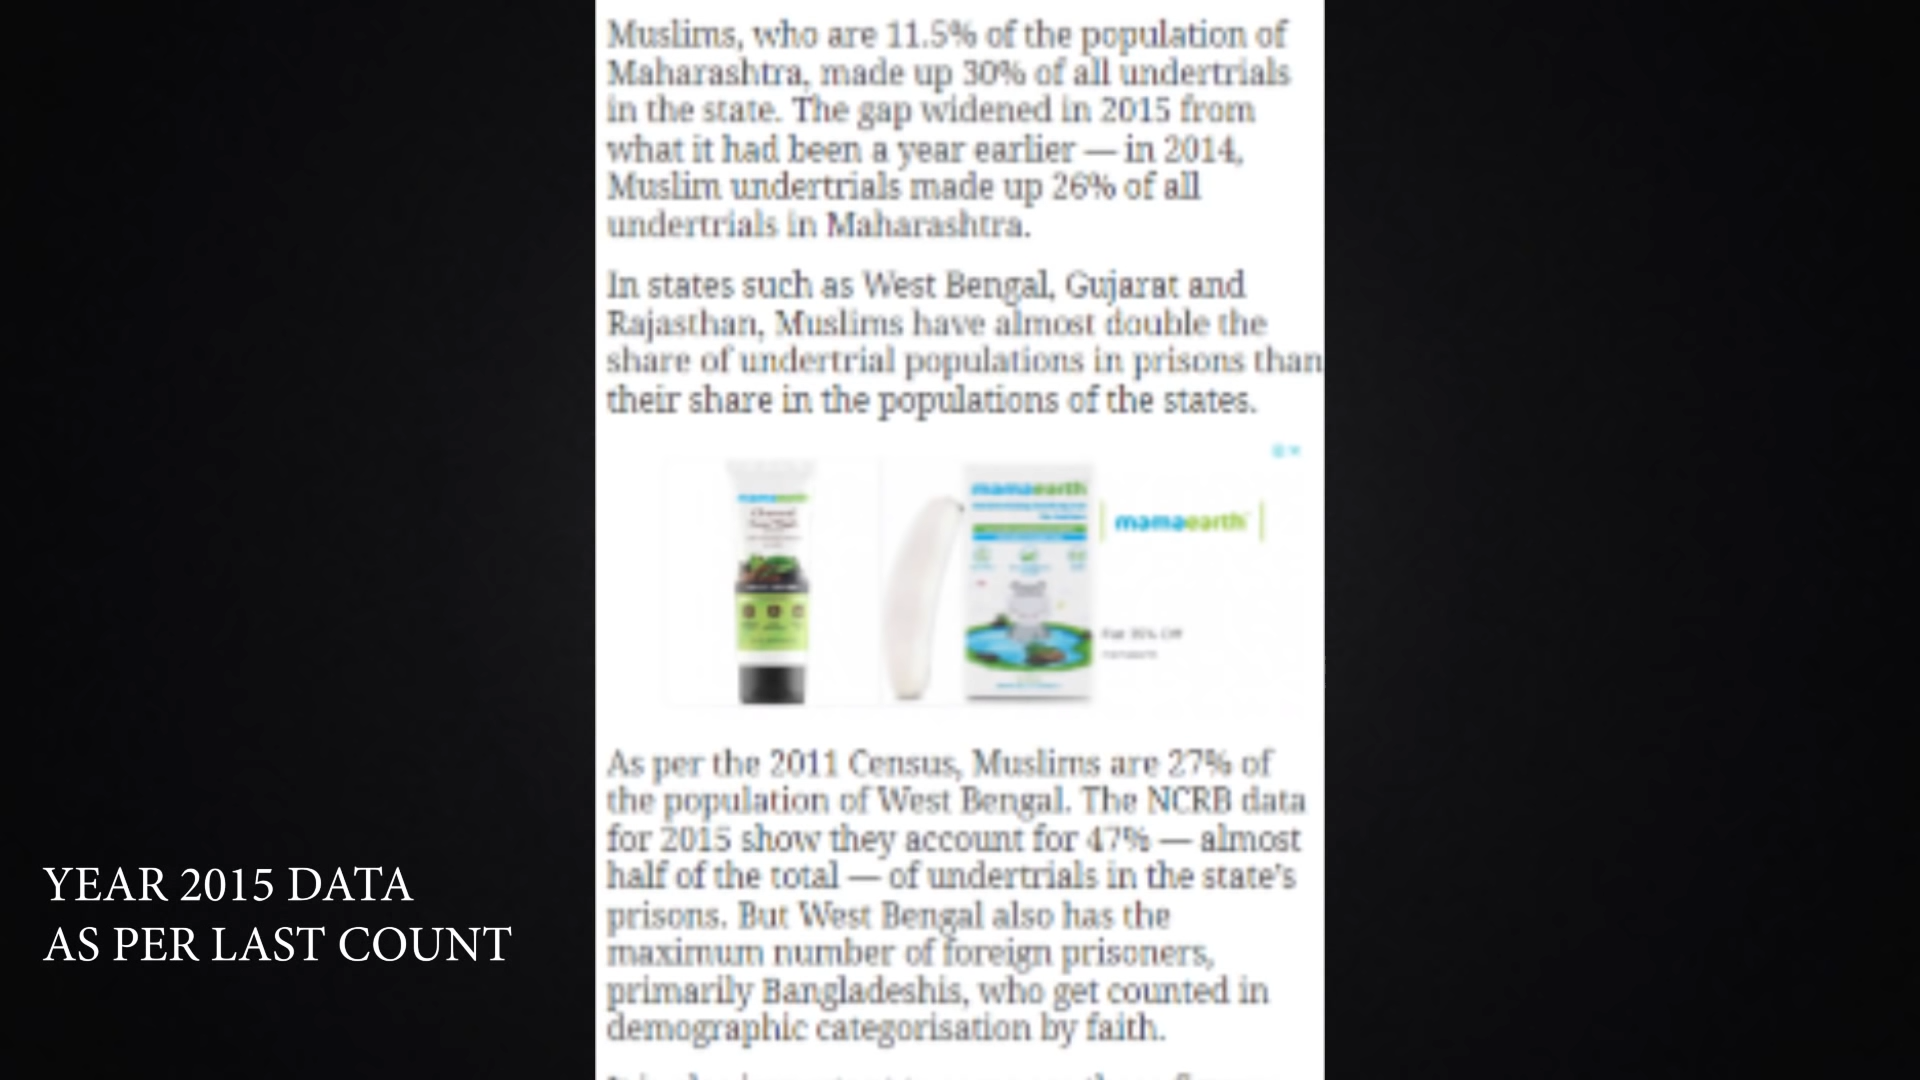 Muslims, who are 11.5% of the population of
Maharashtra, made up 30% of all undertrials
in the state. The gap widened in 2015 from
what it had been a year earlier — in 2014,
Muslim undertrials made up 26% of all
undertrials in Maharashtra.
In states such as West Bengal, Gujarat and
Rajasthan, Muslims have almost double the
share of undertrial populations in prisons than
their share in the populations of the states.
mamaearth
mamaearth
mamaearth
As per the 2011 Census, Muslims are 27% of
the population of West Bengal. The NCRB data
for 2015 show they account for 47% — almost
half of the total — of undertrials in the state's
prisons. But West Bengal also has the
maximum number of foreign prisoners,
primarily Bangladeshis, who get counted in
demographic categorisation by faith.
YEAR 2015 DATA
AS PER LAST COUNT